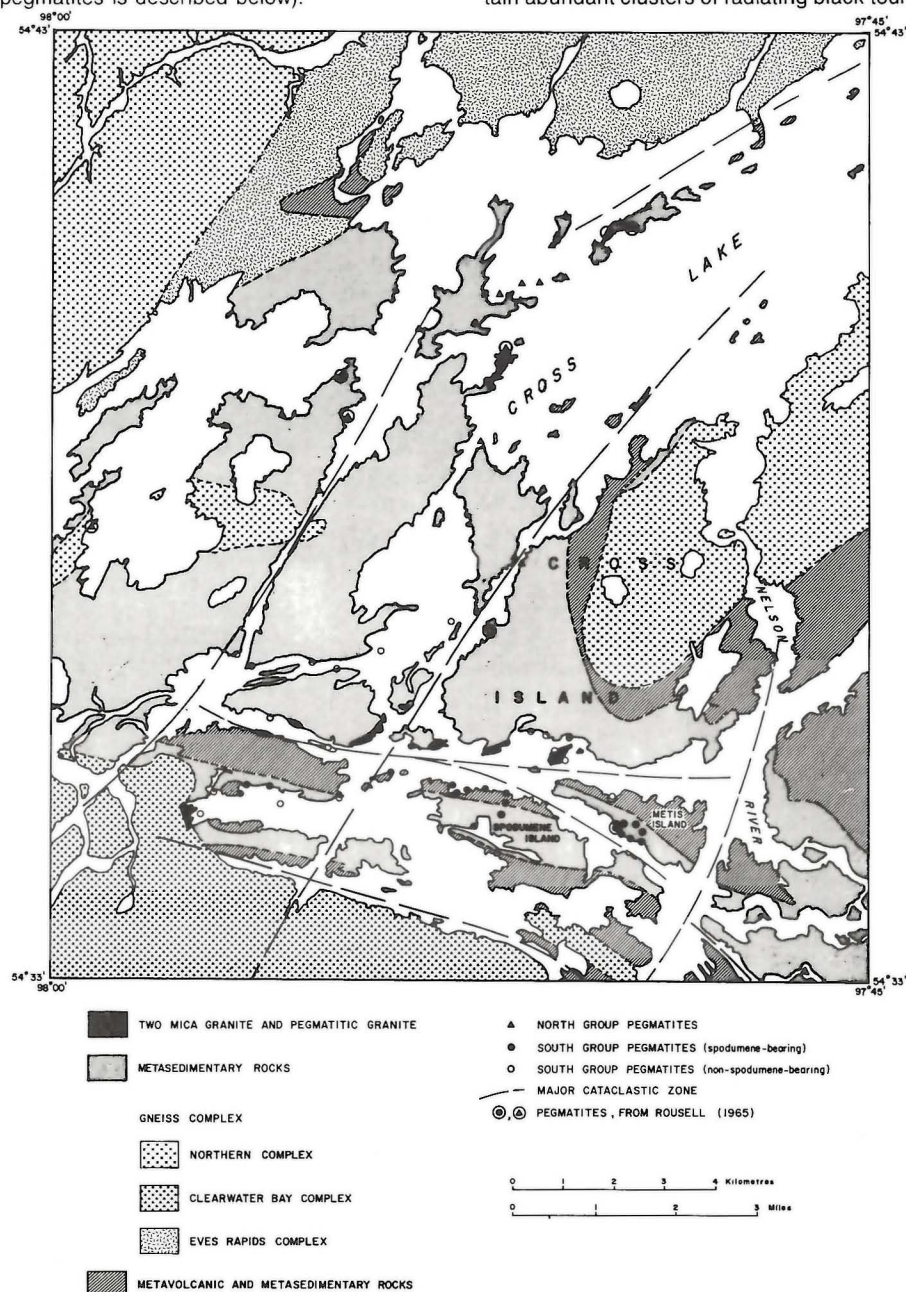 pegmatites is described below).
tain abundant clusters of radiating black tour
98°00'
97°45'
54°43'
54°43'
LAKE
CROSS
CROSS
NELSON
ISLAND
METIS
ISLAND
SPODUMENE
ISLAND
RIVER
54°33'
54°33'
98°00'
97°45'
TWO MICA GRANITE AND PEGMATITIC GRANITE
METASEDIMENTARY ROCKS
GNEISS COMPLEX
NORTHERN COMPLEX
CLEARWATER BAY COMPLEX
EVES RAPIDS COMPLEX
METAVOLCANIC AND METASEDIMENTARY ROCKS
NORTH GROUP PEGMATITES
SOUTH GROUP PEGMATITES (spodumene-bearing)
SOUTH GROUP PEGMATITES (non-spodumene-bearing)
MAJOR CATACLASTIC ZONE
PEGMATITES, FROM ROUSELL (1965)
0 1 2 3 4 Kilometres
0 1 2 3 Miles